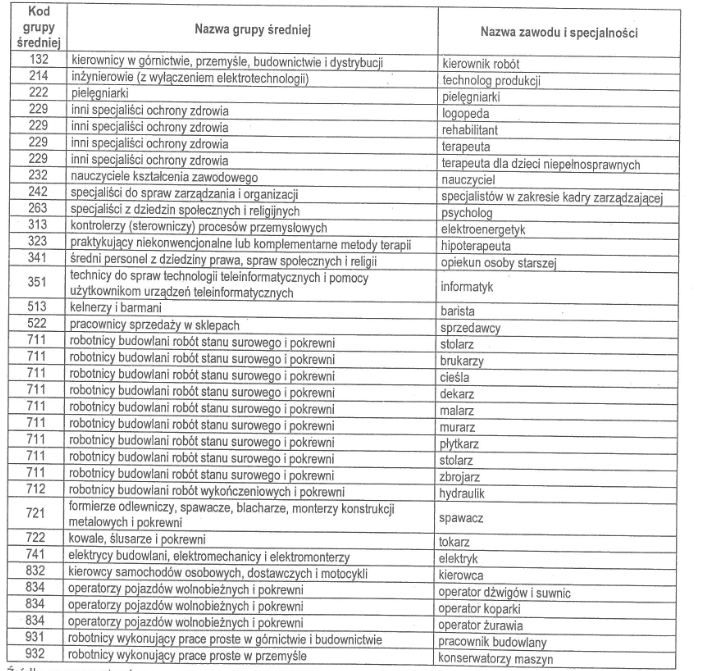 Kod grupy średniej Nazwa grupy średniej Nazwa zawodu i specjalności
132 kierownicy w górnictwie, przemyśle, budownictwie i dystrybucji kierownik robót
214 inżynierowie (z wyłączeniem elektrotechnologii) technolog produkcji
222 pielęgniarki pielęgniarki
229 inni specjaliści ochrony zdrowia logopeda
229 inni specjaliści ochrony zdrowia rehabilitant
229 inni specjaliści ochrony zdrowia terapeuta
229 inni specjaliści ochrony zdrowia terapeuta dla dzieci niepełnosprawnych
232 nauczyciele kształcenia zawodowego nauczyciel
242 specjaliści do spraw zarządzania i organizacji specjalistów w zakresie kadry zarządzającej
263 specjaliści z dziedzin społecznych i religijnych psycholog
313 kontrolerzy (sterowniczy) procesów przemysłowych elektroenergetyk
323 praktykujący niekonwencjonalne lub komplementarne metody terapii hipoterapeuta
341 średni personel z dziedziny prawa, spraw społecznych i religii opiekun osoby starszej
351 technicy do spraw technologii teleinformatycznych i pomocy
użytkownikom urządzeń teleinformatycznych informatyk
513 kelnerzy i barmani barista
522 pracownicy sprzedaży w sklepach sprzedawcy
711 robotnicy budowlani robót stanu surowego i pokrewni stolarz
711 robotnicy budowlani robót stanu surowego i pokrewni brukarzy
711 robotnicy budowlani robót stanu surowego i pokrewni cieśla
711 robotnicy budowlani robót stanu surowego i pokrewni dekarz
711 robotnicy budowlani robót stanu surowego i pokrewni malarz
711 robotnicy budowlani robót stanu surowego i pokrewni murarz
711 robotnicy budowlani robót stanu surowego i pokrewni płytkarz
711 robotnicy budowlani robót stanu surowego i pokrewni stolarz
711 robotnicy budowlani robót stanu surowego i pokrewni zbrojarz
712 robotnicy budowlani robót wykończeniowych i pokrewni hydraulik
721 formierze odlewniczy, spawacze, blacharze, monterzy konstrukcji
metalowych i pokrewni spawacz
722 kowale, ślusarze i pokrewni tokarz
741 elektrycy budowlani, elektromechanicy i elektromonterzy elektryk
832 kierowcy samochodów osobowych, dostawczych i motocykli kierowca
834 operatorzy pojazdów wolnobieżnych i pokrewni operator dźwigów i suwnic
834 operatorzy pojazdów wolnobieżnych i pokrewni operator koparki
834 operatorzy pojazdów wolnobieżnych i pokrewni operator żurawia
931 robotnicy wykonujący prace proste w górnictwie i budownictwie pracownik budowlany
932 robotnicy wykonujący prace proste w przemyśle konserwatorzy maszyn